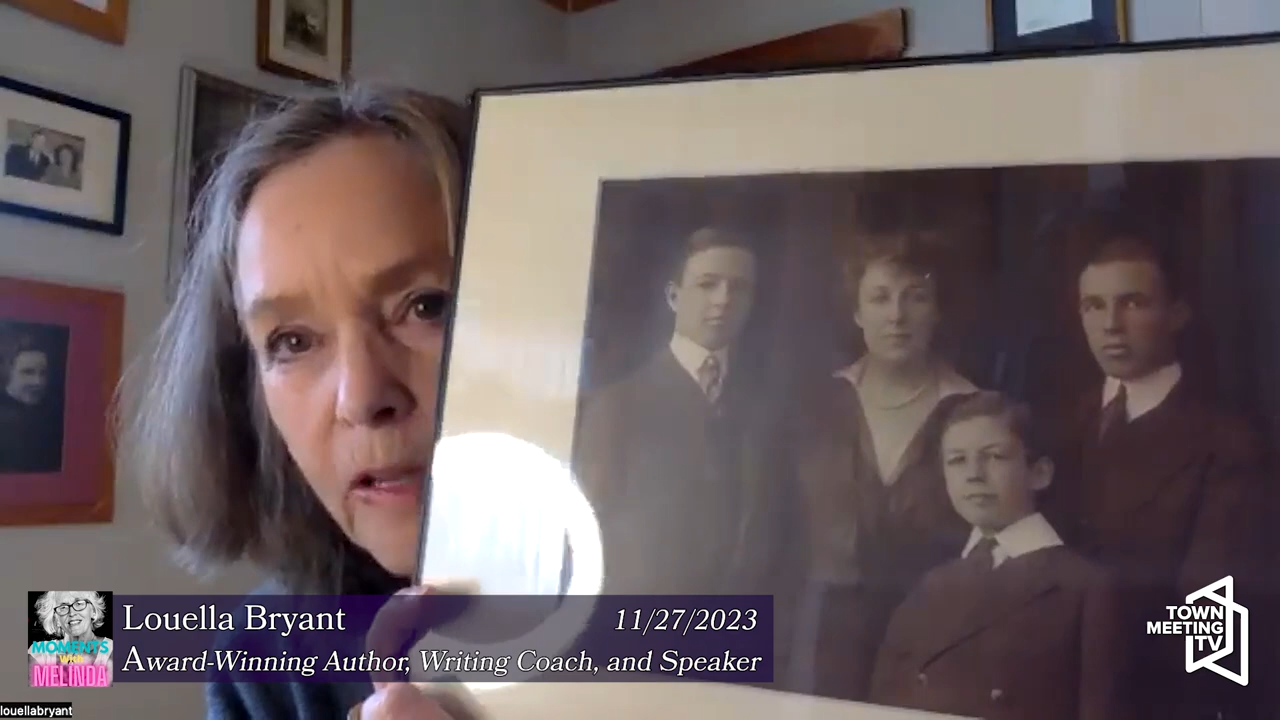 Louella Bryant
11/27/2023
Award-Winning Author, Writing Coach, and Speaker
MOMENTS
with
MELINDA
TOWN
MEETING
TV
louellabryant